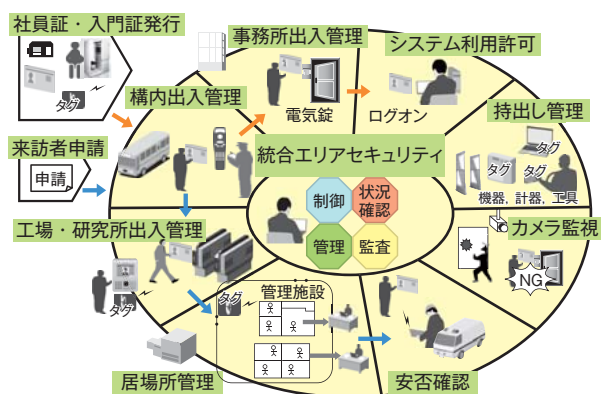 社員証・入門証発行
タグ
来訪者申請
申請
構内出入管理
事務所出入管理
電気錠
システム利用許可
ログオン
持出し管理
タグ
タグ
タグ
機器，計器，工具
統合エリアセキュリティ
制御
状況
確認
管理
監査
カメラ監視
NG
工場・研究所出入管理
タグ
タグ
管理施設
居場所管理
安否確認